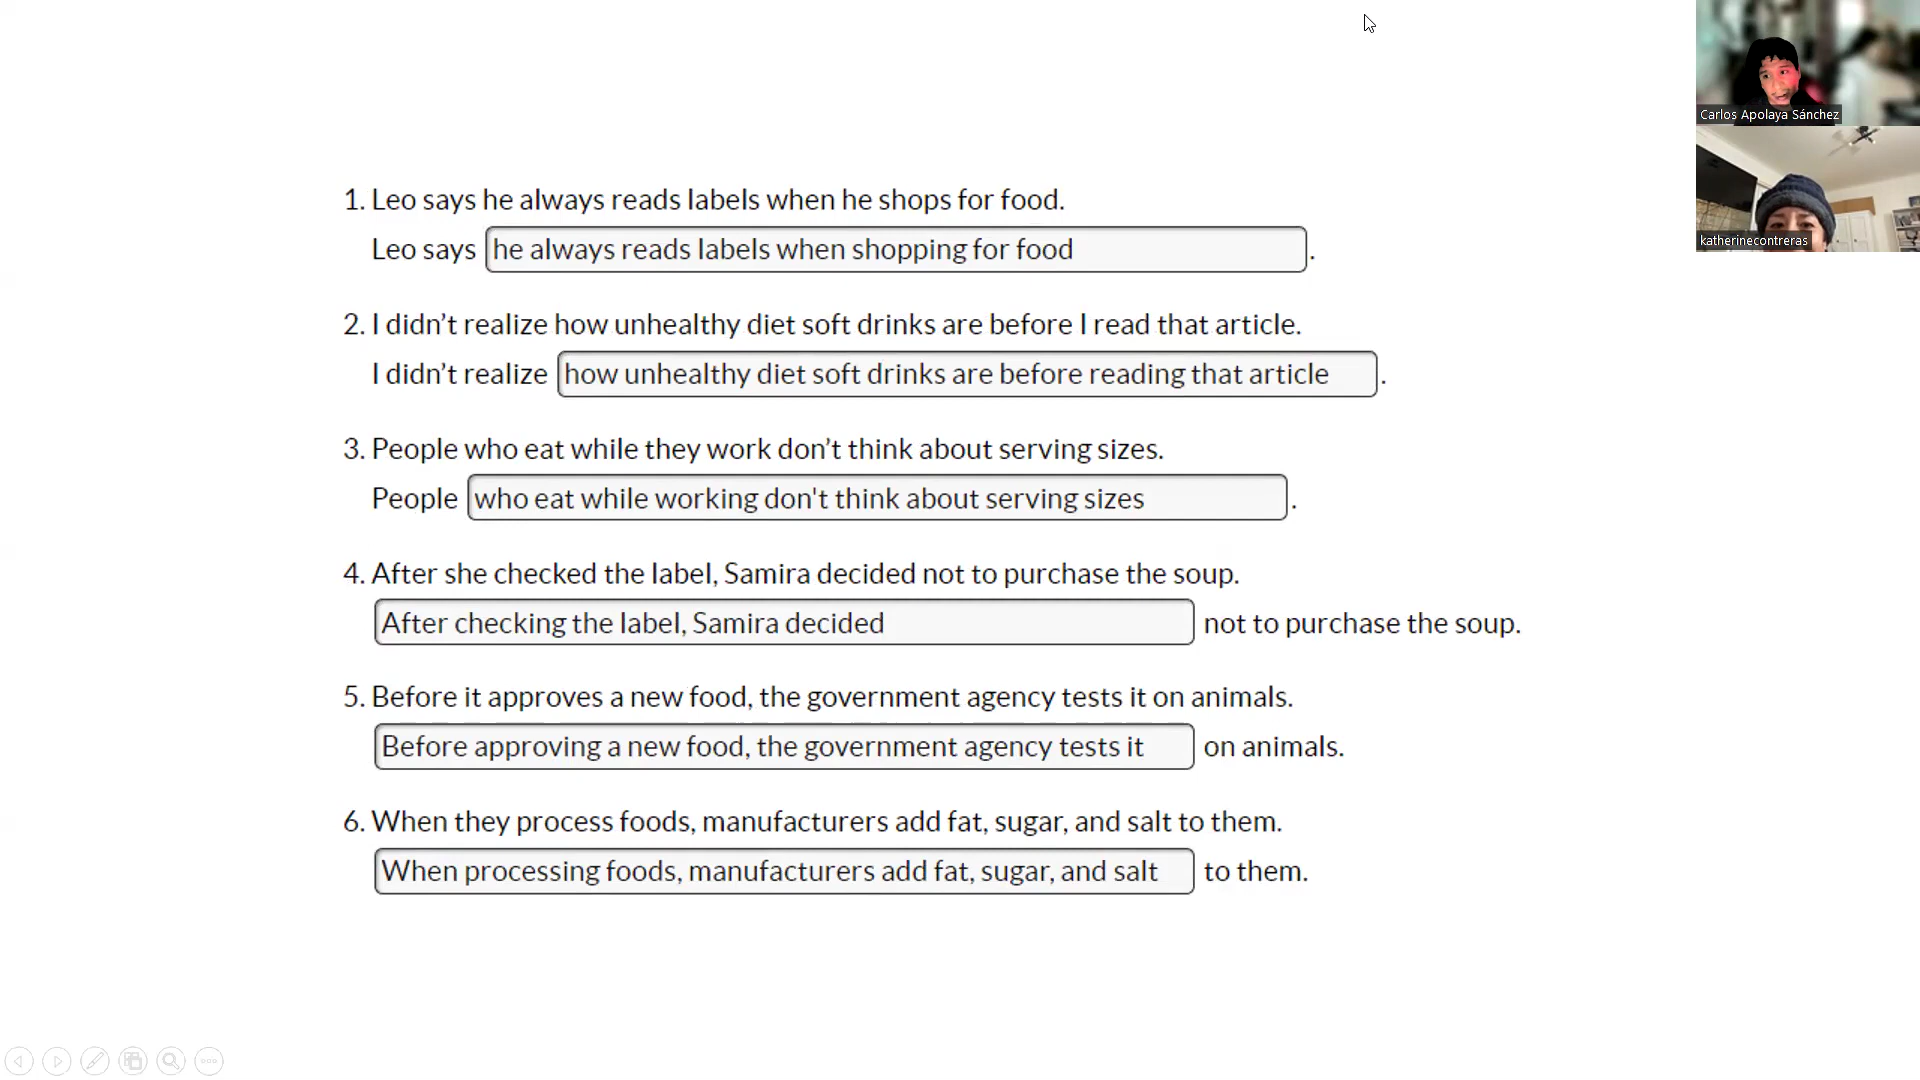 Carlos Apolaya Sánchez
katherinecontreras
1. Leo says he always reads labels when he shops for food.
Leo says he always reads labels when shopping for food.
2. I didn’t realize how unhealthy diet soft drinks are before I read that article.
I didn’t realize how unhealthy diet soft drinks are before reading that article.
3. People who eat while they work don’t think about serving sizes.
People who eat while working don't think about serving sizes.
4. After she checked the label, Samira decided not to purchase the soup.
After checking the label, Samira decided not to purchase the soup.
5. Before it approves a new food, the government agency tests it on animals.
Before approving a new food, the government agency tests it on animals.
6. When they process foods, manufacturers add fat, sugar, and salt to them.
When processing foods, manufacturers add fat, sugar, and salt to them.